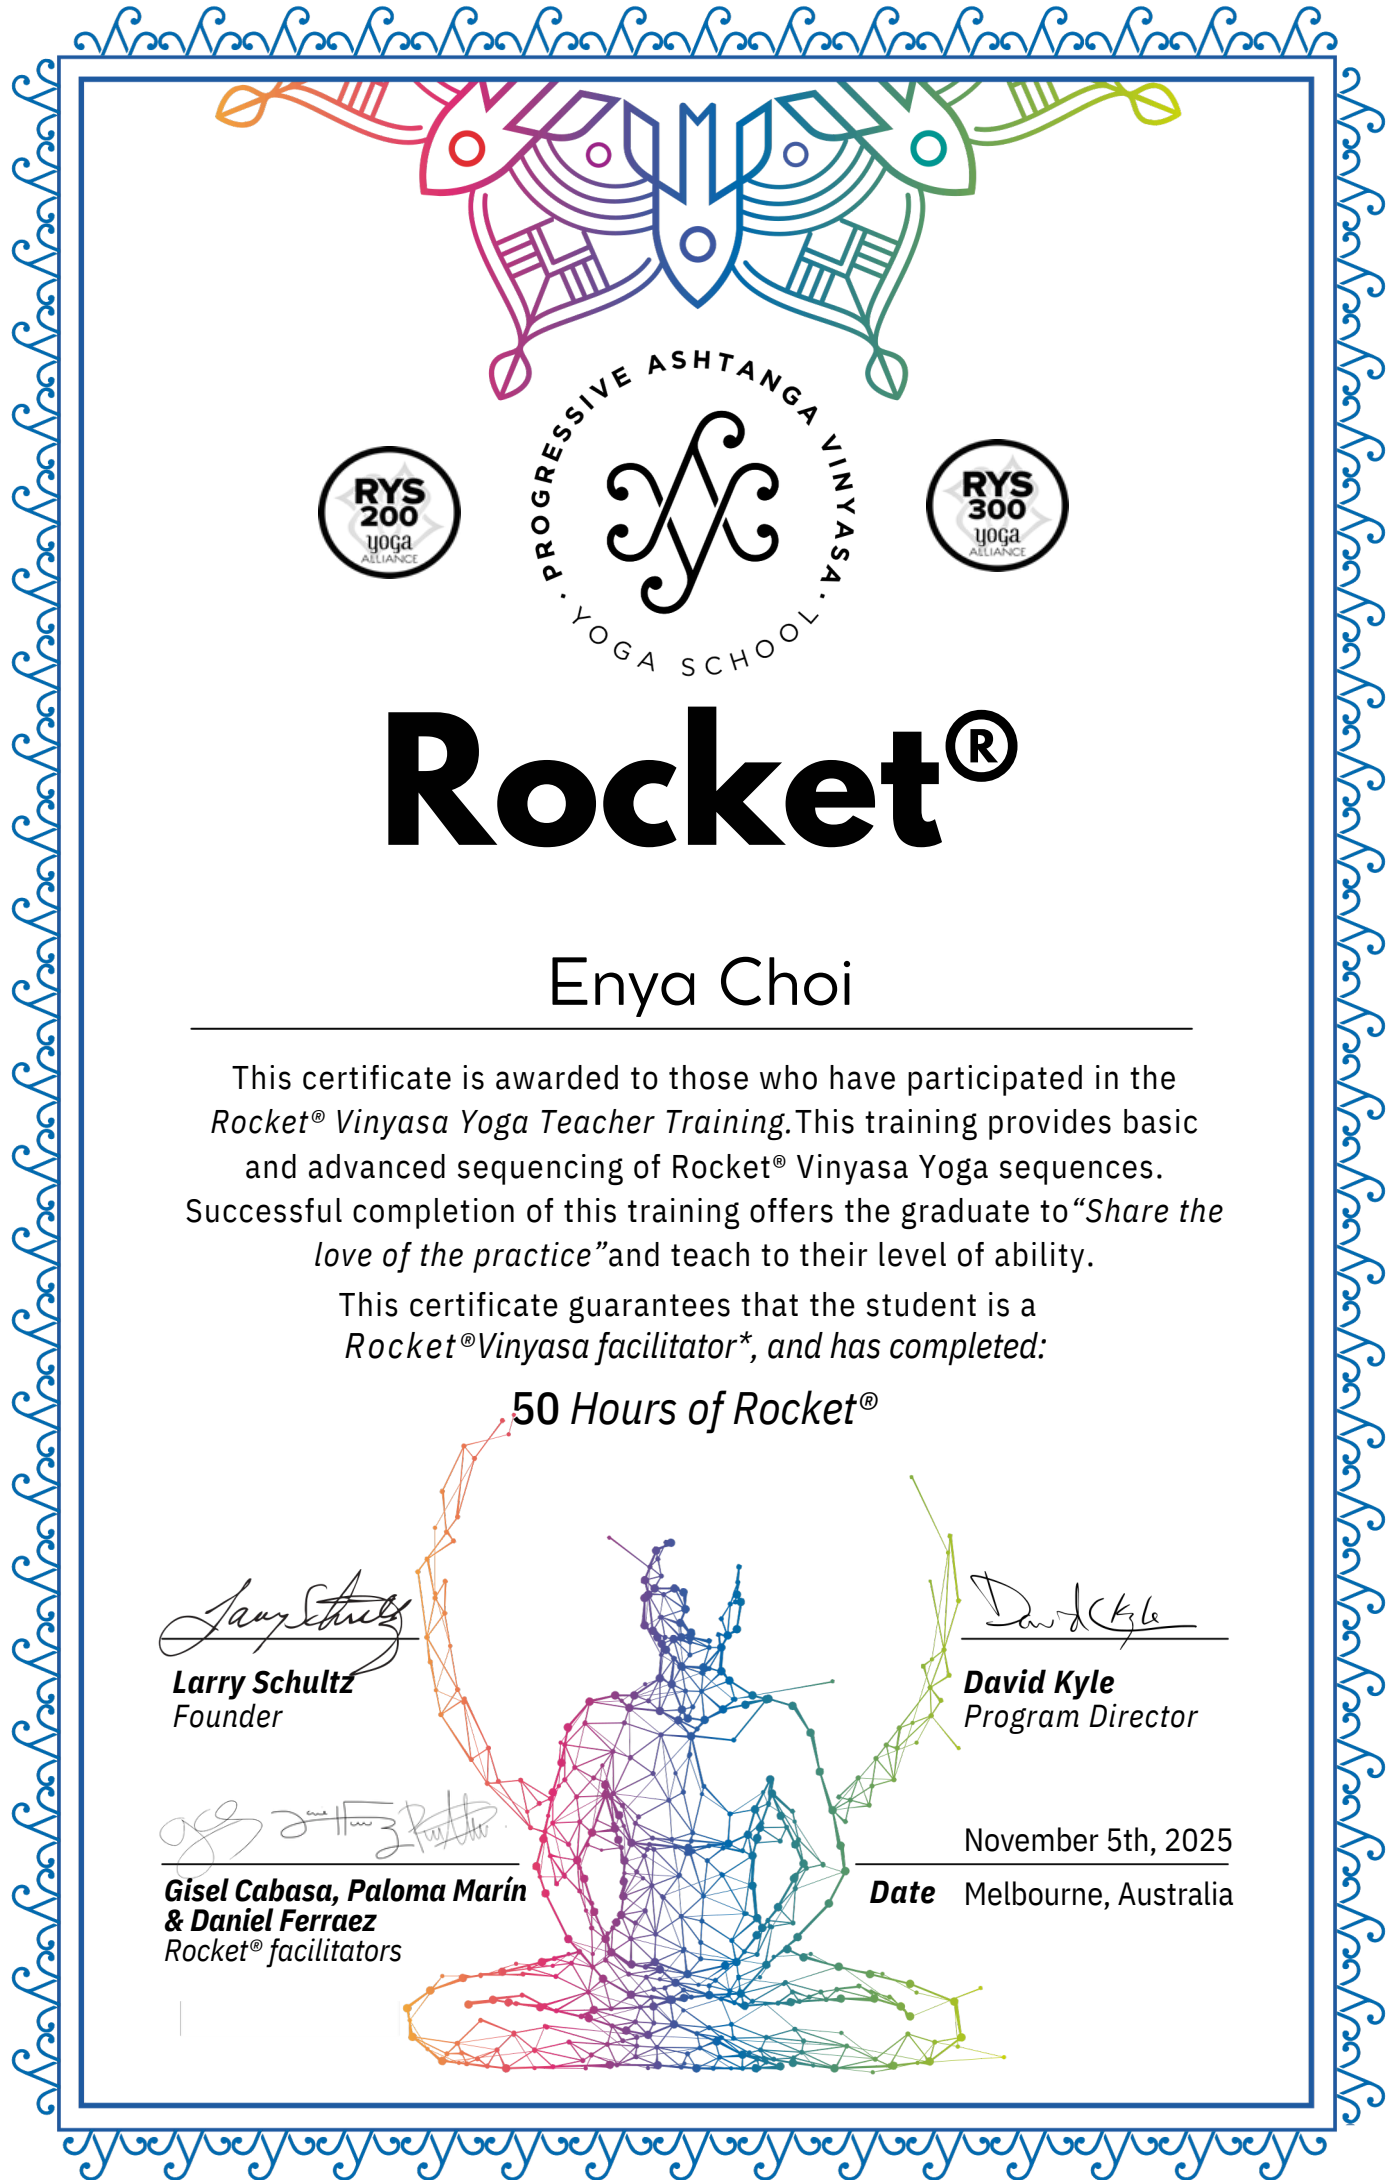 PROGRESSIVE ASHTANGA VINYASA
· YOGA SCHOOL ·
RYS
200
yoga
ALLIANCE
RYS
300
yoga
ALLIANCE
Rocket®
Enya Choi
This certificate is awarded to those who have participated in the
Rocket® Vinyasa Yoga Teacher Training.This training provides basic
and advanced sequencing of Rocket® Vinyasa Yoga sequences.
Successful completion of this training offers the graduate to“Share the
love of the practice”and teach to their level of ability.
This certificate guarantees that the student is a
Rocket®Vinyasa facilitator*, and has completed:
50 Hours of Rocket®
Larry Schultz
Larry Schultz
Founder
David Kyle
David Kyle
Program Director
Gisel Cabasa, Paloma Marín
& Daniel Ferraez
Rocket® facilitators
November 5th, 2025
Date Melbourne, Australia